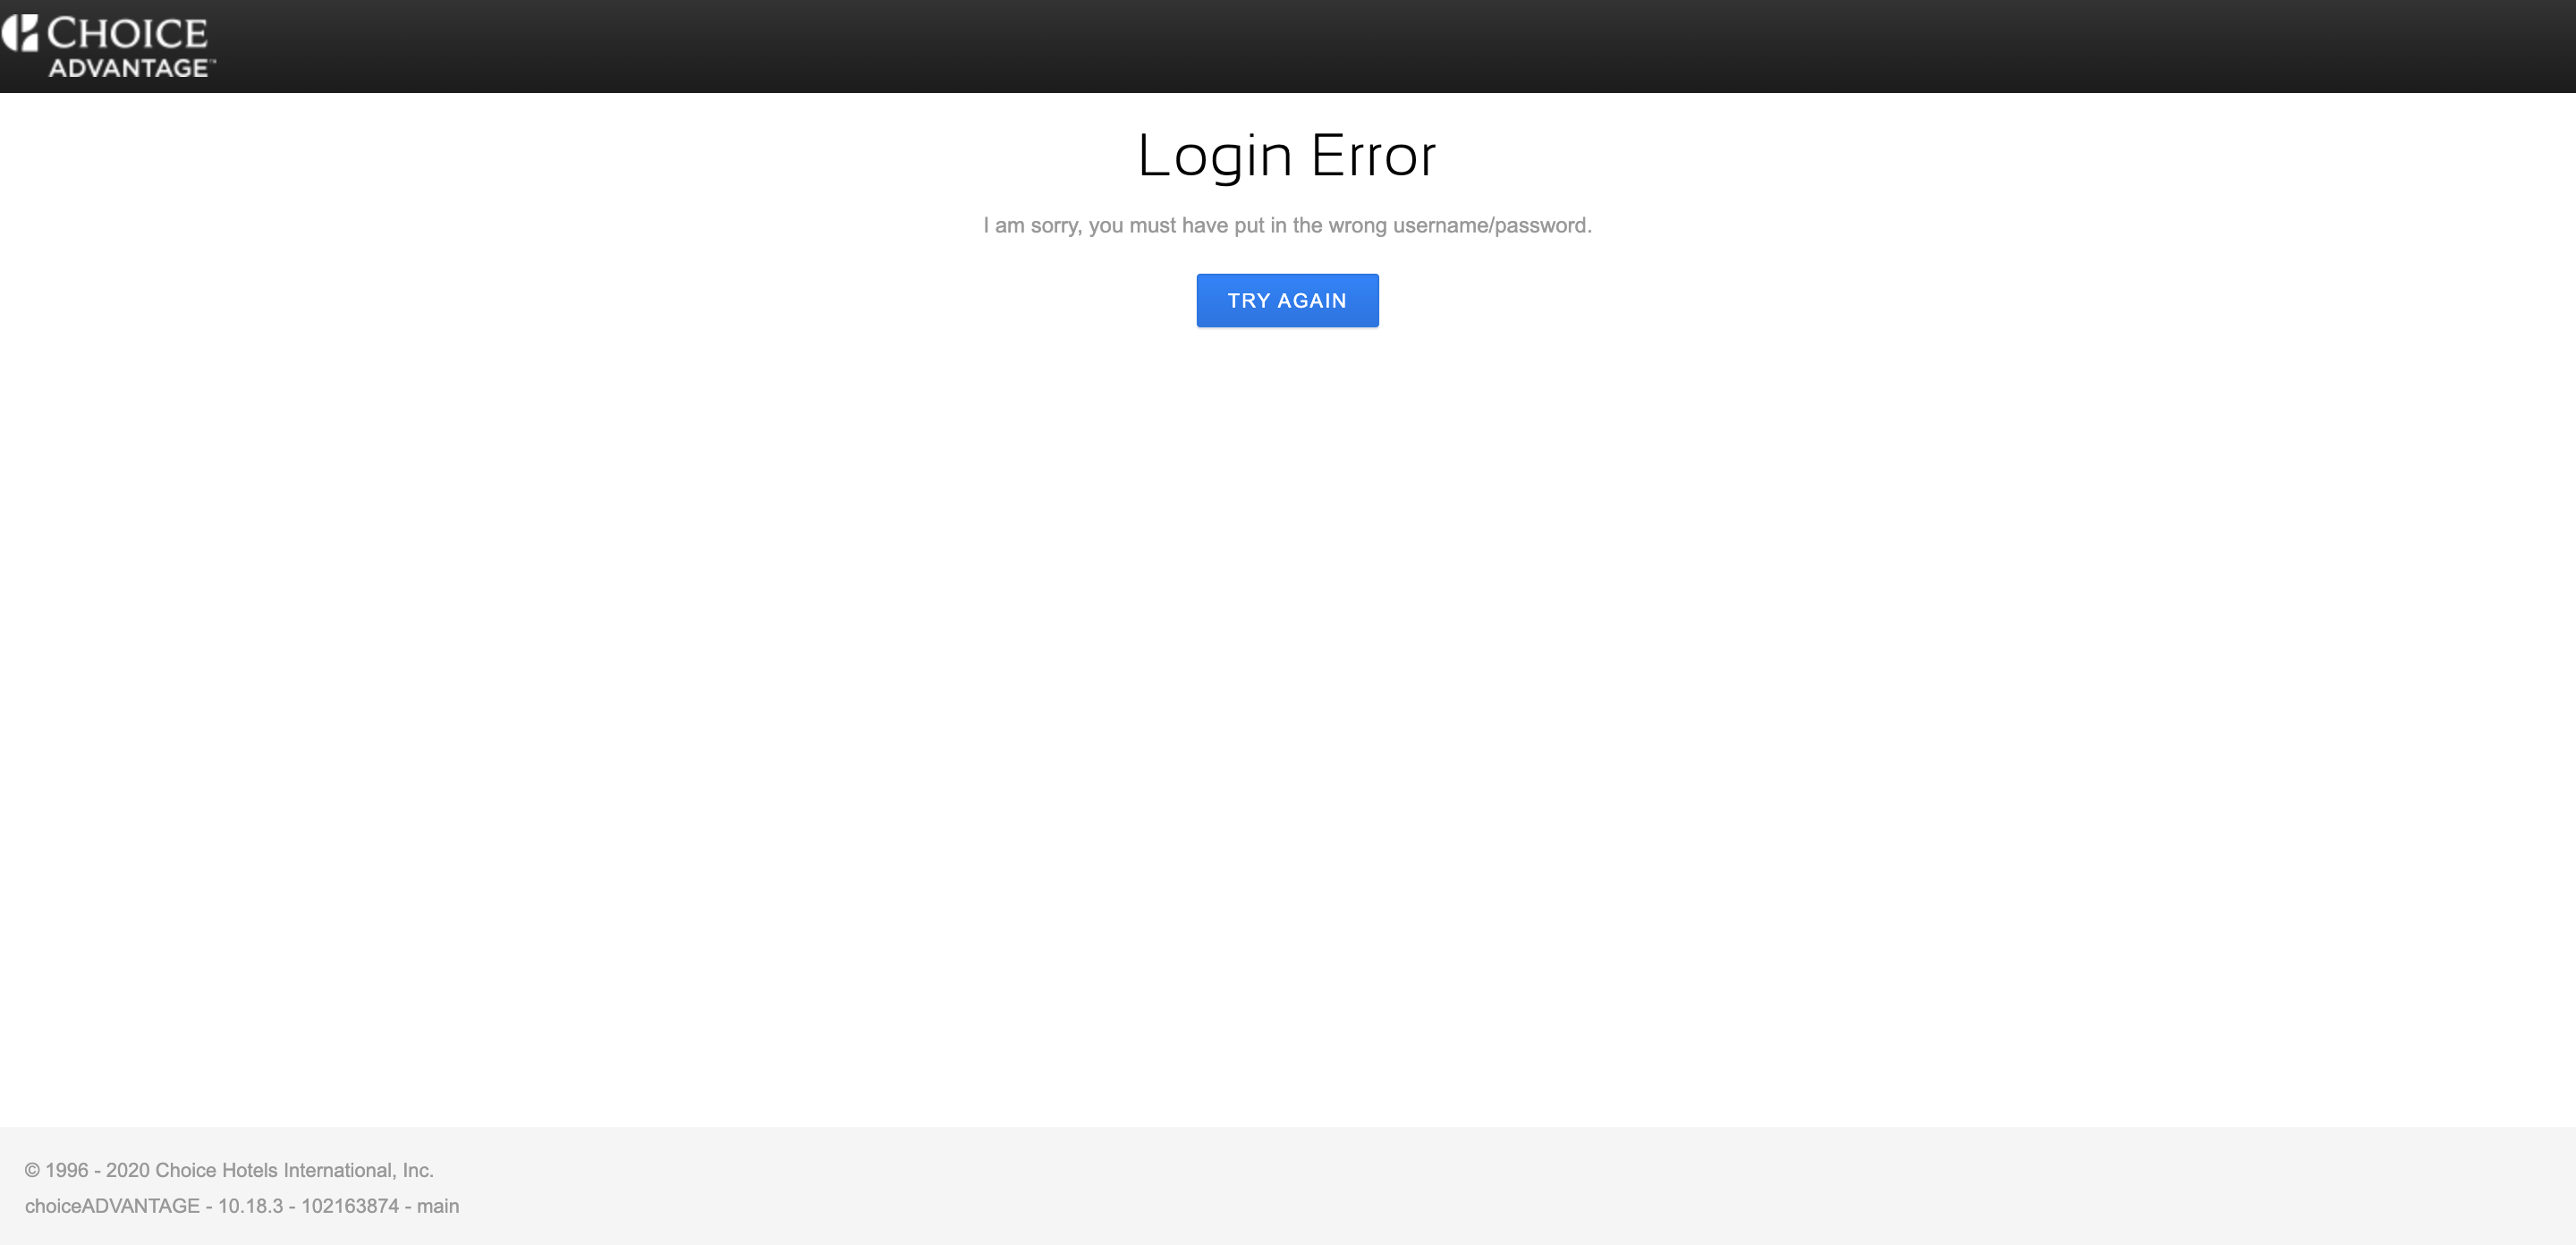 CHOICE
ADVANTAGE™
Login Error
I am sorry, you must have put in the wrong username/password.
TRY AGAIN
© 1996 - 2020 Choice Hotels International, Inc.
choiceADVANTAGE - 10.18.3 - 102163874 - main